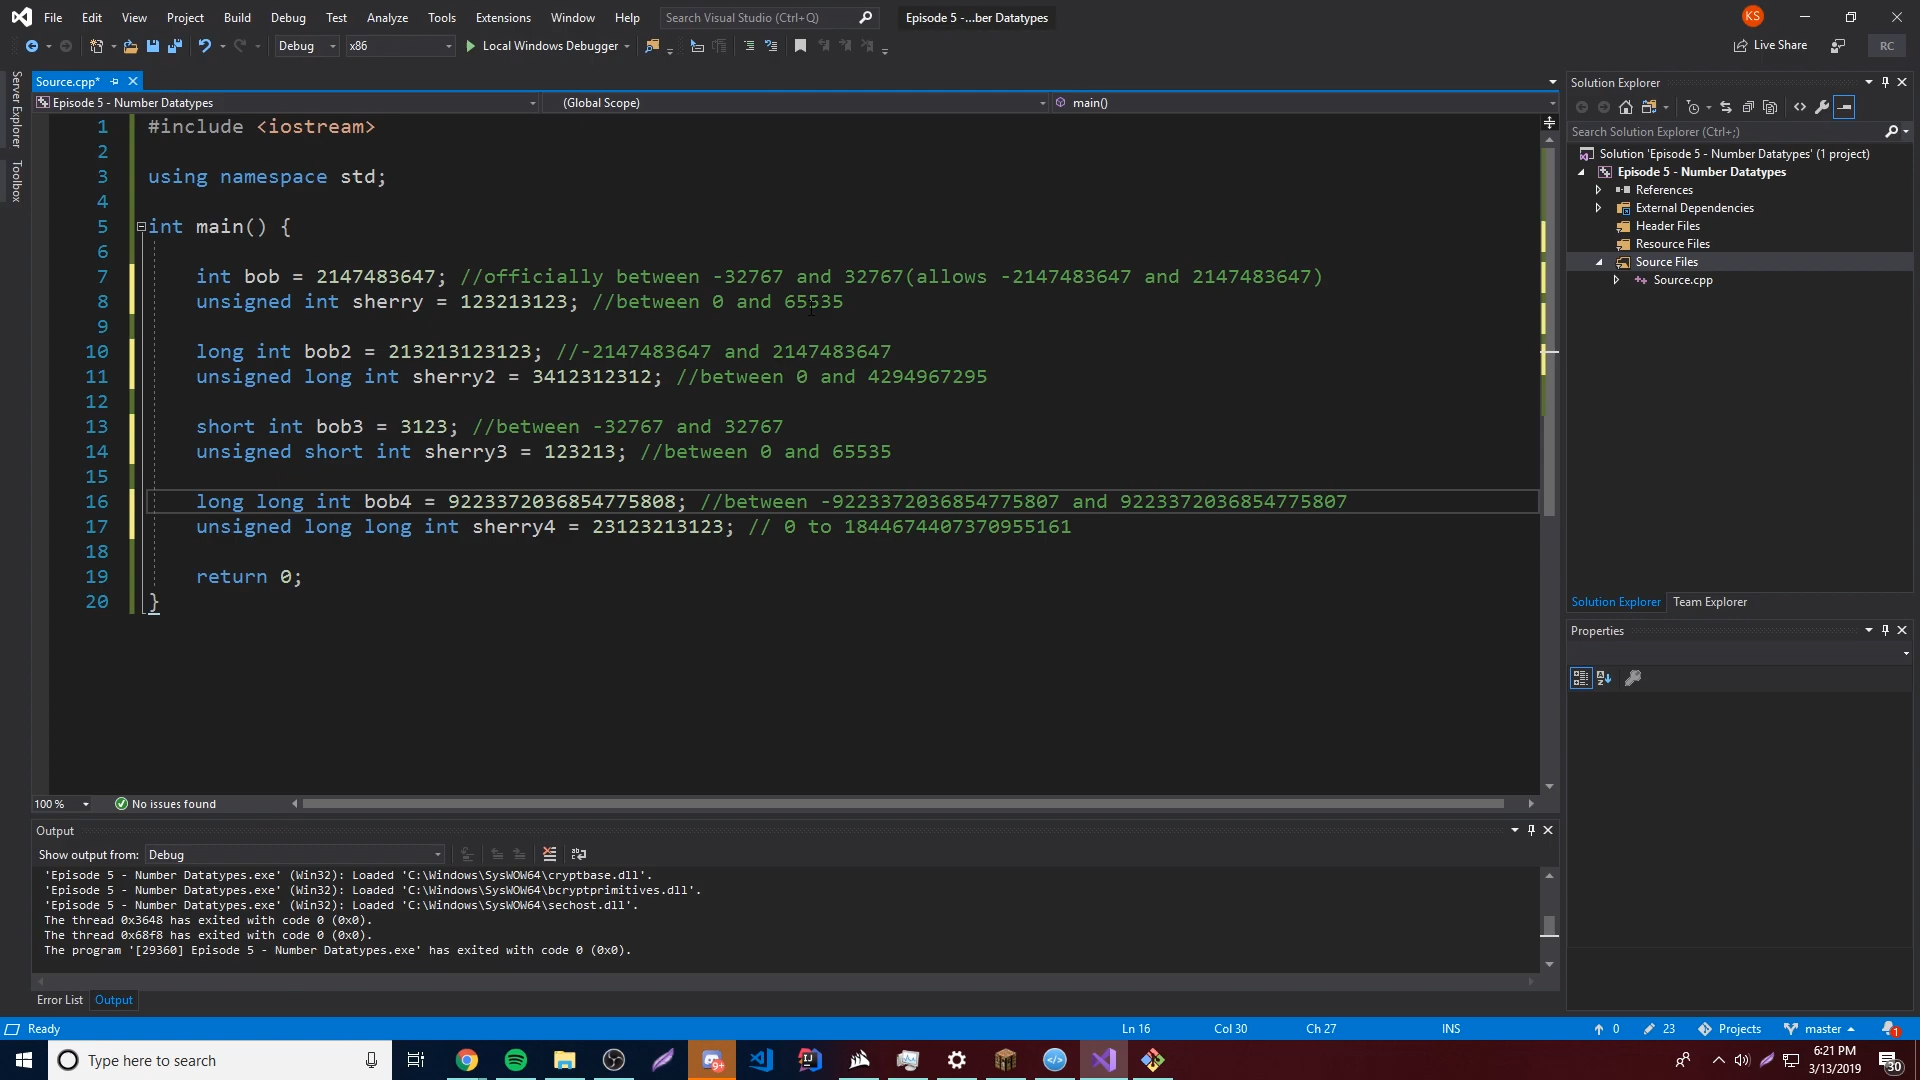 File Edit View Project Build Debug Test Analyze Tools Extensions Window Help Search Visual Studio (Ctrl+Q) Episode 5 -...ber Datatypes KS
Debug x86 Local Windows Debugger Live Share RC
Server Explorer
Toolbox
Source.cpp*
Episode 5 - Number Datatypes (Global Scope) main()
1 #include <iostream>
2
3 using namespace std;
4
5 int main() {
6
7 int bob = 2147483647; //officially between -32767 and 32767(allows -2147483647 and 2147483647)
8 unsigned int sherry = 123213123; //between 0 and 65535
9
10 long int bob2 = 213213123123; //-2147483647 and 2147483647
11 unsigned long int sherry2 = 3412312312; //between 0 and 4294967295
12
13 short int bob3 = 3123; //between -32767 and 32767
14 unsigned short int sherry3 = 123213; //between 0 and 65535
15
16 long long int bob4 = 9223372036854775808; //between -9223372036854775807 and 9223372036854775807
17 unsigned long long int sherry4 = 23123213123; // 0 to 1844674407370955161
18
19 return 0;
20 }
100 % No issues found
Solution Explorer
Search Solution Explorer (Ctrl+;)
Solution 'Episode 5 - Number Datatypes' (1 project)
Episode 5 - Number Datatypes
References
External Dependencies
Header Files
Resource Files
Source Files
Source.cpp
Solution Explorer Team Explorer
Properties
Output
Show output from: Debug
'Episode 5 - Number Datatypes.exe' (Win32): Loaded 'C:\Windows\SysWOW64\cryptbase.dll'.
'Episode 5 - Number Datatypes.exe' (Win32): Loaded 'C:\Windows\SysWOW64\bcryptprimitives.dll'.
'Episode 5 - Number Datatypes.exe' (Win32): Loaded 'C:\Windows\SysWOW64\sechost.dll'.
The thread 0x3648 has exited with code 0 (0x0).
The thread 0x68f8 has exited with code 0 (0x0).
The program '[29360] Episode 5 - Number Datatypes.exe' has exited with code 0 (0x0).
Error List Output
Ready Ln 16 Col 30 Ch 27 INS 0 23 Projects master 1
Type here to search 9+ 6:21 PM
3/13/2019 30